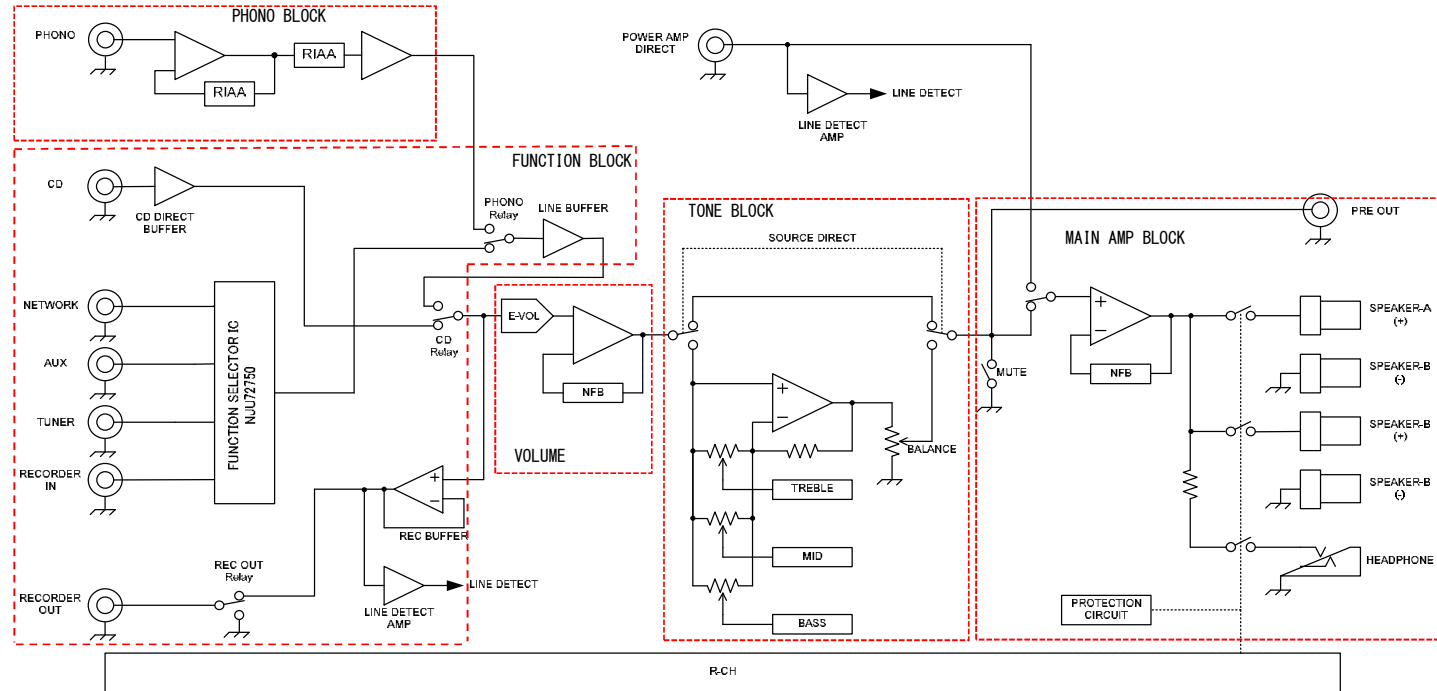 PHONO BLOCK
PHONO
RIAA
RIAA
POWER AMP
DIRECT
LINE DETECT
LINE DETECT
AMP
FUNCTION BLOCK
CD
CD DIRECT
BUFFER
PHONO
Relay
LINE BUFFER
NETWORK
AUX
TUNER
RECORDER
IN
FUNCTION SELECTOR IC
NJU72750
CD
Relay
REC BUFFER
LINE DETECT
LINE DETECT
AMP
REC OUT
Relay
RECORDER
OUT
E-VOL
NFB
VOLUME
TONE BLOCK
SOURCE DIRECT
+
−
BALANCE
TREBLE
MID
BASS
MUTE
PRE OUT
MAIN AMP BLOCK
+
−
NFB
SPEAKER-A
(+)
SPEAKER-B
(-)
SPEAKER-B
(+)
SPEAKER-B
(-)
HEADPHONE
PROTECTION
CIRCUIT
+
−
R-CH